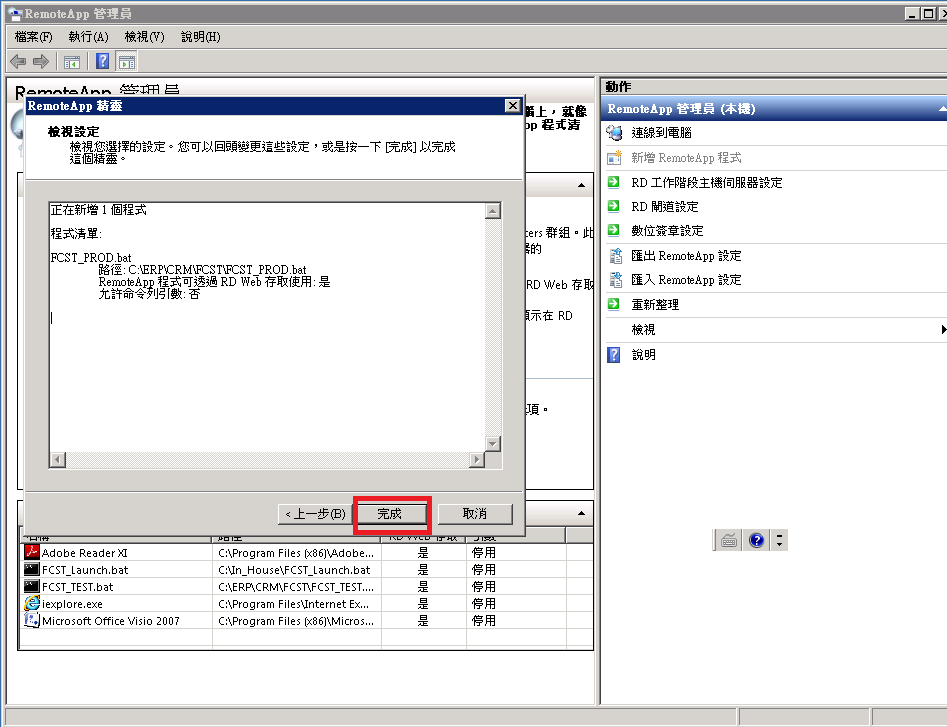 RemoteApp 管理員
檔案(F) 執行(A) 檢視(V) 說明(H)
RemoteApp 管理員
RemoteApp 精靈
檢視設定
檢視您選擇的設定。您可以回頭變更這些設定，或是按一下 [完成] 以完成
這個精靈。
正在新增 1 個程式
程式清單:
FCST_PROD.bat
路徑: C:\ERP\CRM\FCST\FCST_PROD.bat
RemoteApp 程式可透過 RD Web 存取使用: 是
允許命令列引數: 否
< 上一步(B) 完成 取消
上，就像
pp 程式清
ters 群組。此
的
RD Web 存取
示在 RD
項。
名稱 路徑 RD Web 存取 引數
Adobe Reader XI C:\Program Files (x86)\Adobe... 是 停用
FCST_Launch.bat C:\In_House\FCST_Launch.bat 是 停用
FCST_TEST.bat C:\ERP\CRM\FCST\FCST_TEST.... 是 停用
iexplore.exe C:\Program Files\Internet Ex... 是 停用
Microsoft Office Visio 2007 C:\Program Files (x86)\Micros... 是 停用
動作
RemoteApp 管理員 (本機)
連線到電腦
新增 RemoteApp 程式
RD 工作階段主機伺服器設定
RD 閘道設定
數位簽章設定
匯出 RemoteApp 設定
匯入 RemoteApp 設定
重新整理
檢視
說明